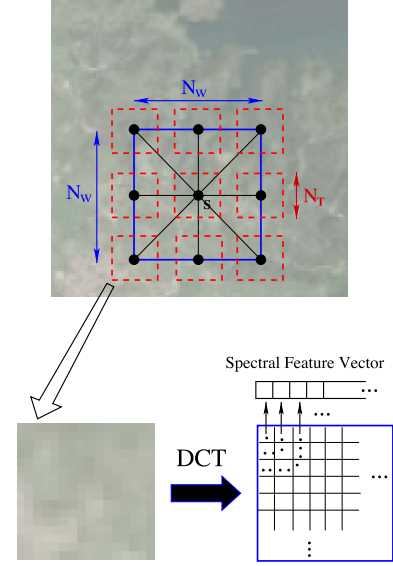 N_W
N_W
S
N_T
Spectral Feature Vector
...
...
DCT
...
...